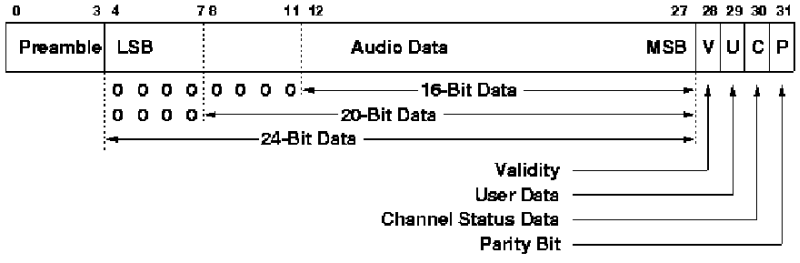 0 3 4 7 8 11 12 27 28 29 30 31
Preamble LSB Audio Data MSB V U C P
0 0 0 0 0 0 0 0 16-Bit Data
0 0 0 0 20-Bit Data
24-Bit Data
Validity
User Data
Channel Status Data
Parity Bit